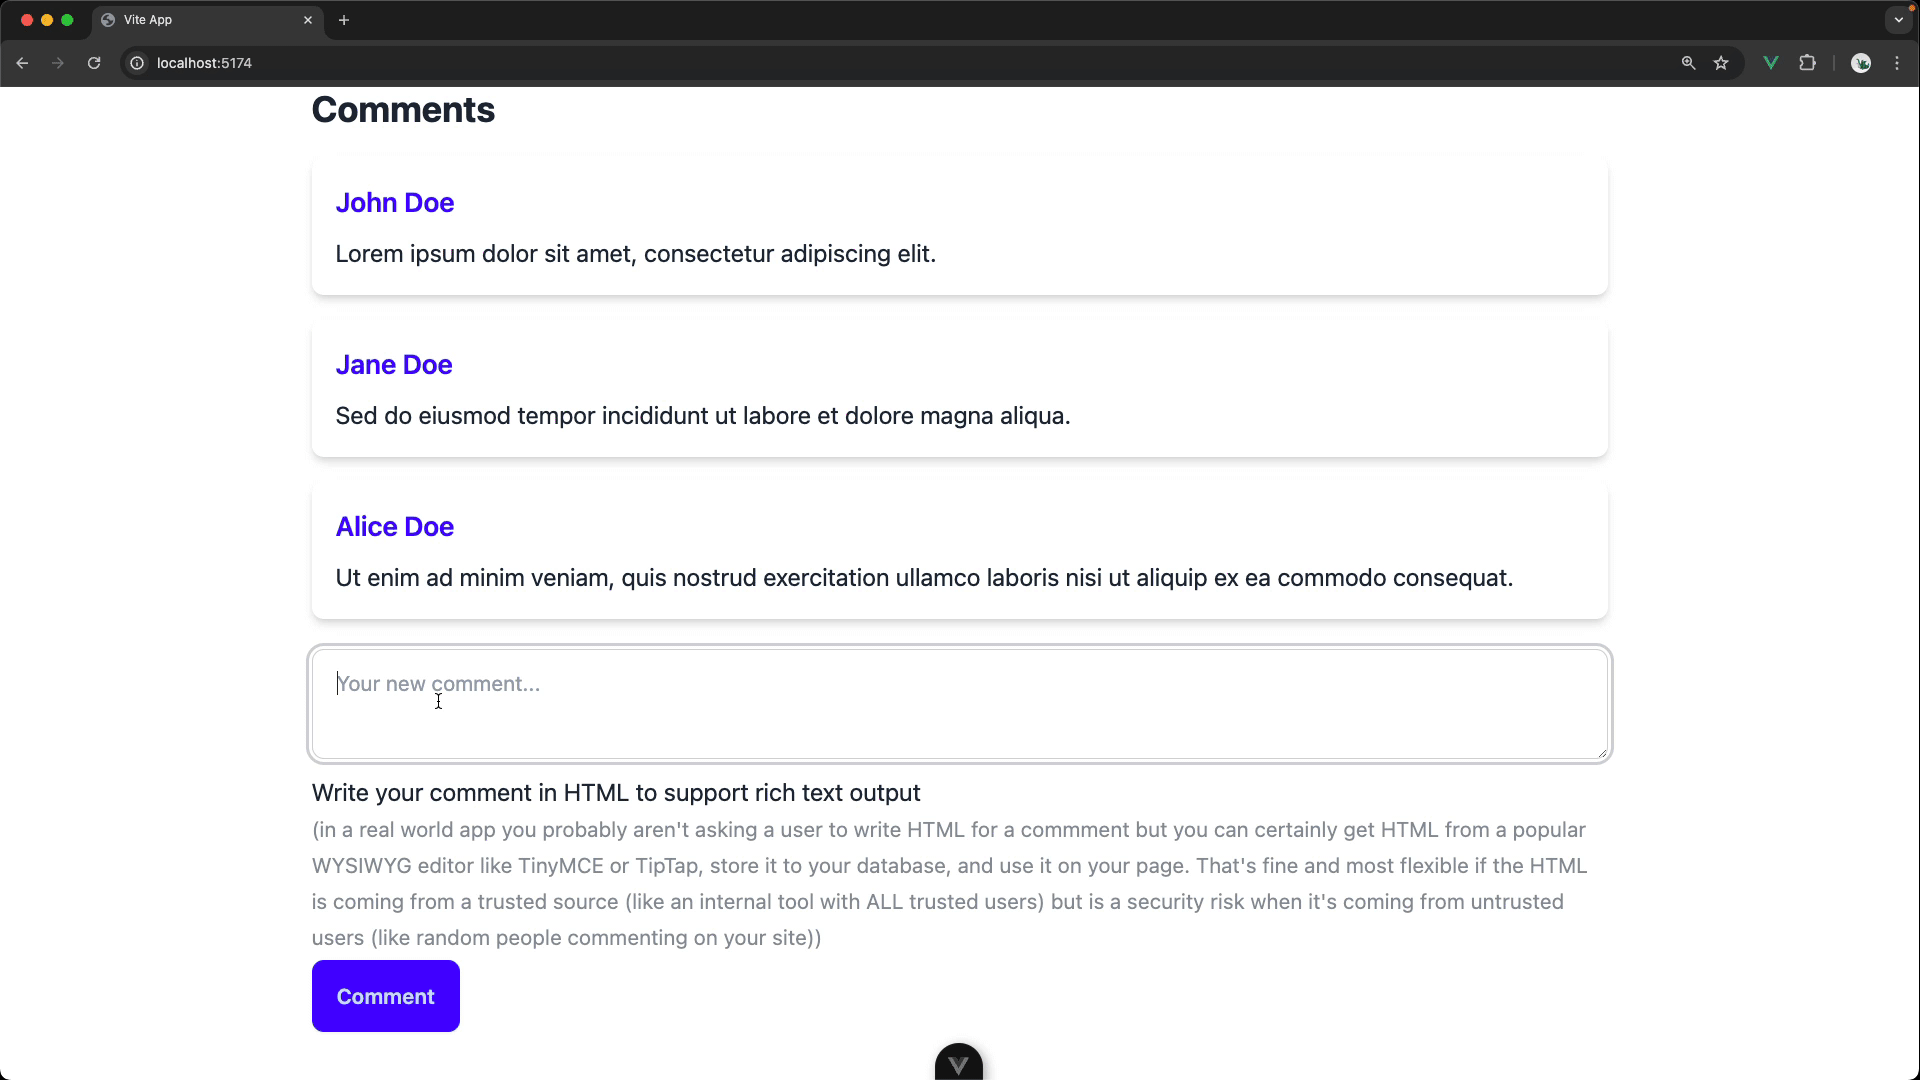 Vite App
localhost:5174
Comments
John Doe
Lorem ipsum dolor sit amet, consectetur adipiscing elit.
Jane Doe
Sed do eiusmod tempor incididunt ut labore et dolore magna aliqua.
Alice Doe
Ut enim ad minim veniam, quis nostrud exercitation ullamco laboris nisi ut aliquip ex ea commodo consequat.
Your new comment...
Write your comment in HTML to support rich text output
(in a real world app you probably aren't asking a user to write HTML for a commment but you can certainly get HTML from a popular
WYSIWYG editor like TinyMCE or TipTap, store it to your database, and use it on your page. That's fine and most flexible if the HTML
is coming from a trusted source (like an internal tool with ALL trusted users) but is a security risk when it's coming from untrusted
users (like random people commenting on your site))
Comment